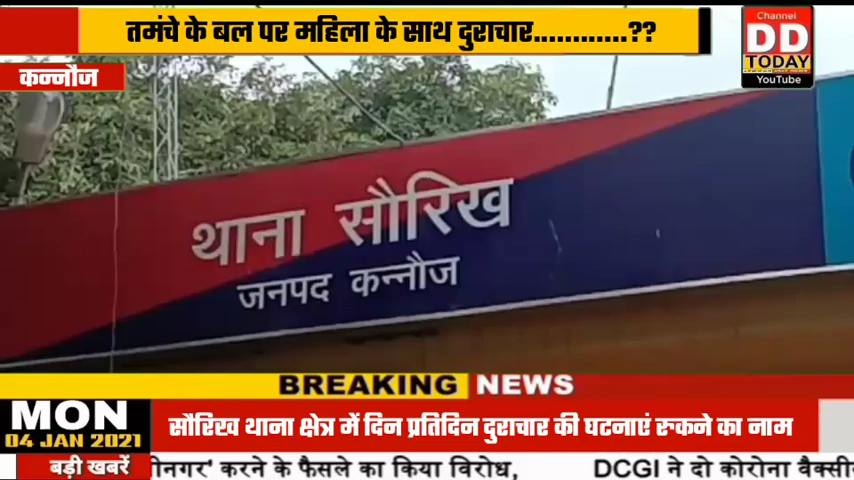 तमंचे के बल पर महिला के साथ दुराचार............??
Channel
DD
TODAY
YouTube
कन्नौज
थाना सौरिख
जनपद कन्नौज
BREAKING NEWS
MON
04 JAN 2021
सौरिख थाना क्षेत्र में दिन प्रतिदिन दुराचार की घटनाएं रुकने का नाम
बड़ी खबरें
ीनगर' करने के फैसले का किया विरोध,
DCGI ने दो कोरोना वैक्सी